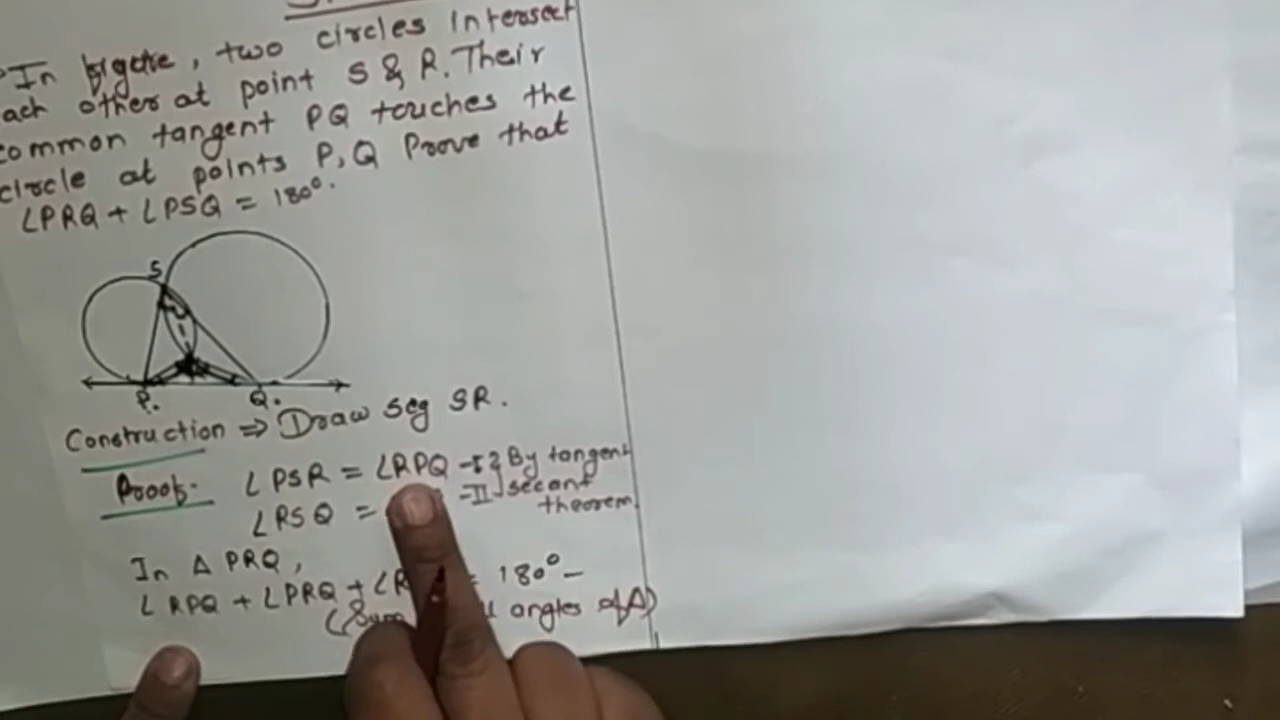 In figure, two circles intersect
each other at point S & R. Their
common tangent PQ touches the
circle at points P, Q Prove that
∠PRQ + ∠PSQ = 180°.
S
P. Q.
Construction ⇒ Draw seg SR.
Proof:- ∠PSR = ∠RPQ -I } By tangent
∠RSQ = -II secant
theorem
In Δ PRQ,
∠RPQ + ∠PRQ + ∠R = 180° -
(Sum angles of Δ)